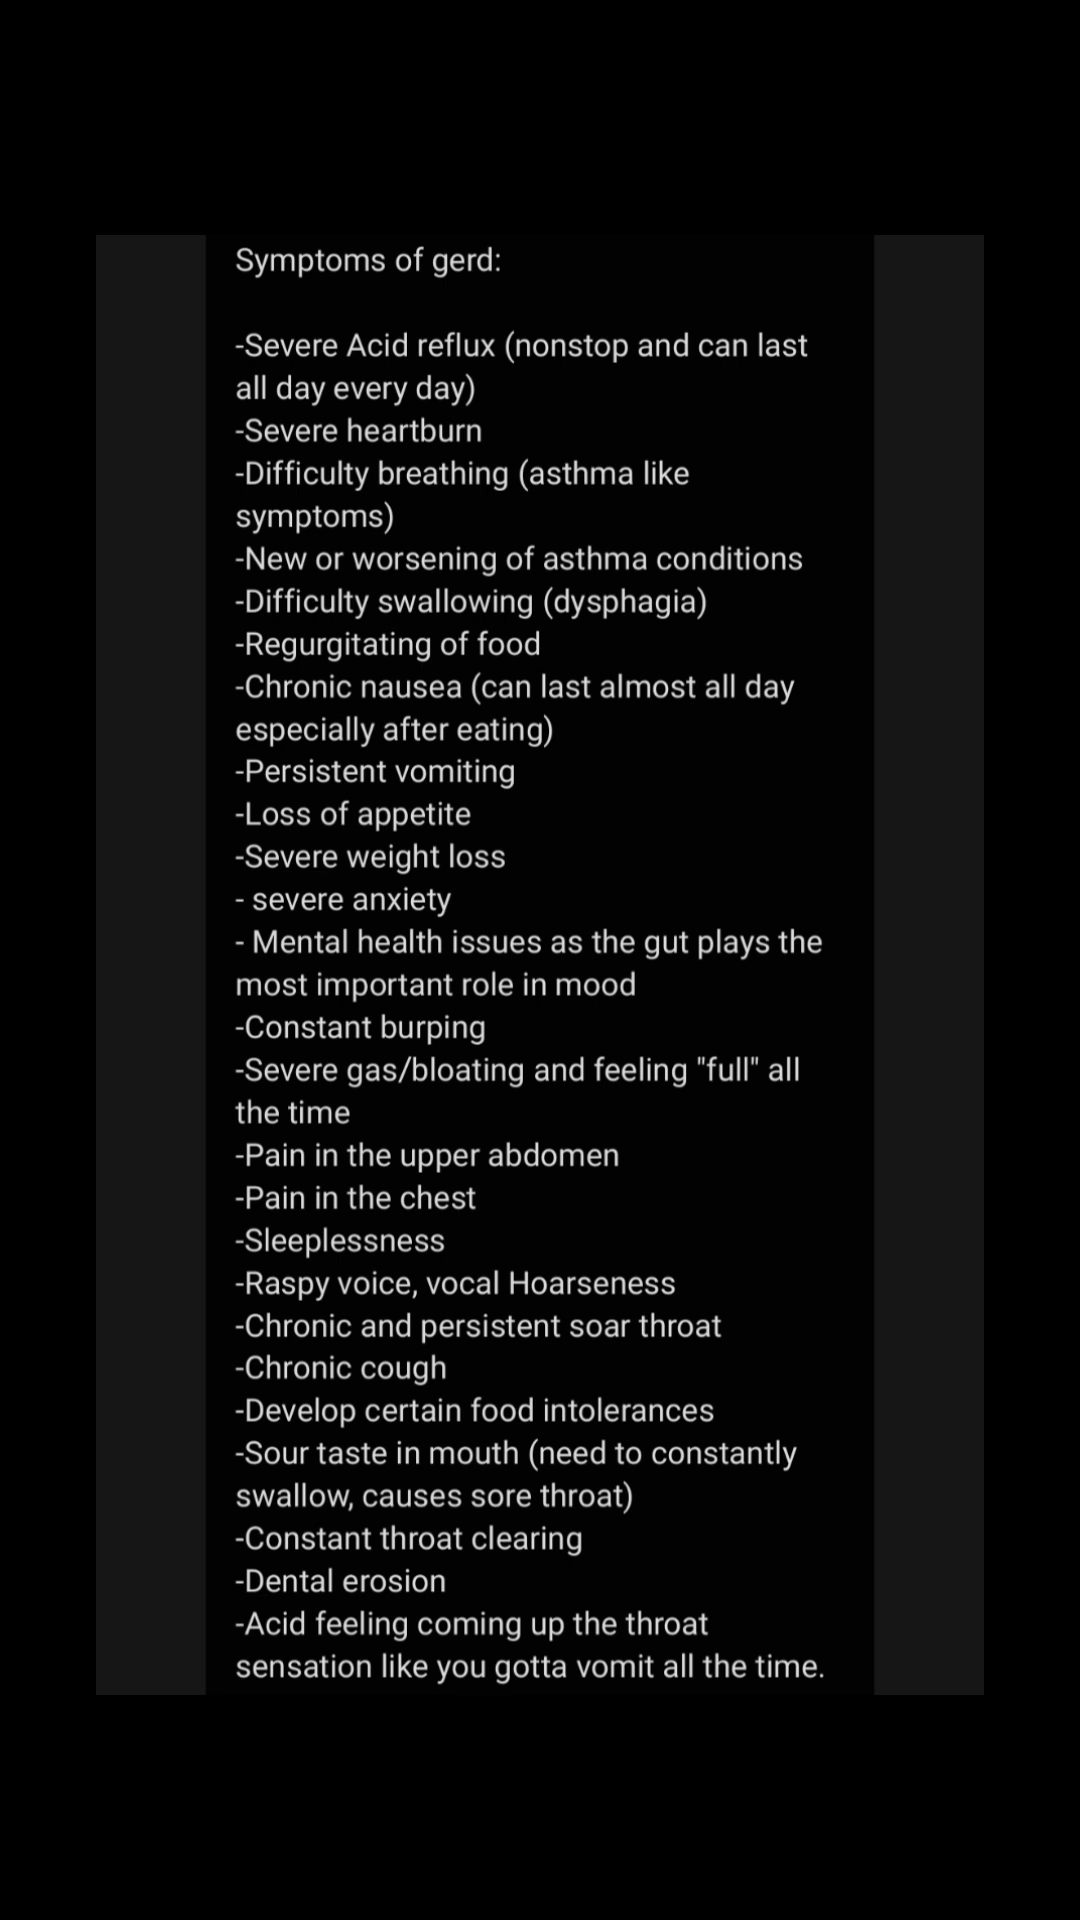 Symptoms of gerd:
-Severe Acid reflux (nonstop and can last
all day every day)
-Severe heartburn
-Difficulty breathing (asthma like
symptoms)
-New or worsening of asthma conditions
-Difficulty swallowing (dysphagia)
-Regurgitating of food
-Chronic nausea (can last almost all day
especially after eating)
-Persistent vomiting
-Loss of appetite
-Severe weight loss
- severe anxiety
- Mental health issues as the gut plays the
most important role in mood
-Constant burping
-Severe gas/bloating and feeling "full" all
the time
-Pain in the upper abdomen
-Pain in the chest
-Sleeplessness
-Raspy voice, vocal Hoarseness
-Chronic and persistent soar throat
-Chronic cough
-Develop certain food intolerances
-Sour taste in mouth (need to constantly
swallow, causes sore throat)
-Constant throat clearing
-Dental erosion
-Acid feeling coming up the throat
sensation like you gotta vomit all the time.